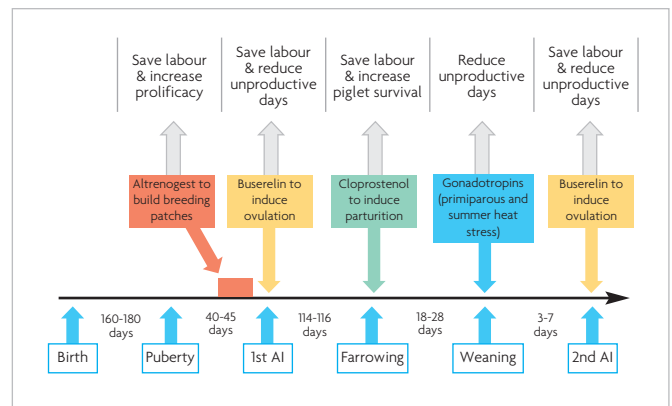 Save labour
& increase
prolificacy
Save labour
& reduce
unproductive
days
Save labour
& increase
piglet survival
Reduce
unproductive
days
Save labour
& reduce
unproductive
days
Altrenogest to
build breeding
patches
Buserelin to
induce
ovulation
Cloprostenol
to induce
parturition
Gonadotropins
(primiparous and
summer heat
stress)
Buserelin to
induce
ovulation
160-180
days
40-45
days
114-116
days
18-28
days
3-7
days
Birth
Puberty
1st AI
Farrowing
Weaning
2nd AI